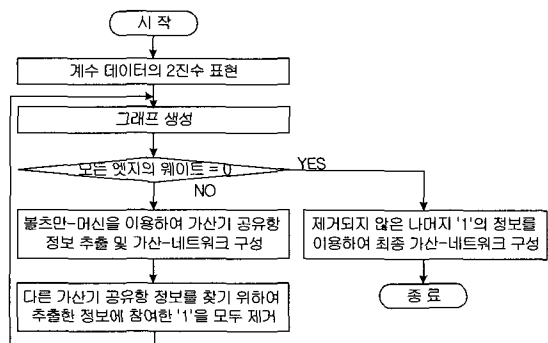 시 작
계수 데이터의 2진수 표현
그래프 생성
모든 엣지의 웨이트 = 0
YES
NO
볼츠만-머신을 이용하여 가산기 공유항
정보 추출 및 가산-네트워크 구성
제거되지 않은 나머지 '1'의 정보를
이용하여 최종 가산-네트워크 구성
다른 가산기 공유항 정보를 찾기 위하여
추출한 정보에 참여한 '1'을 모두 제거
종 료